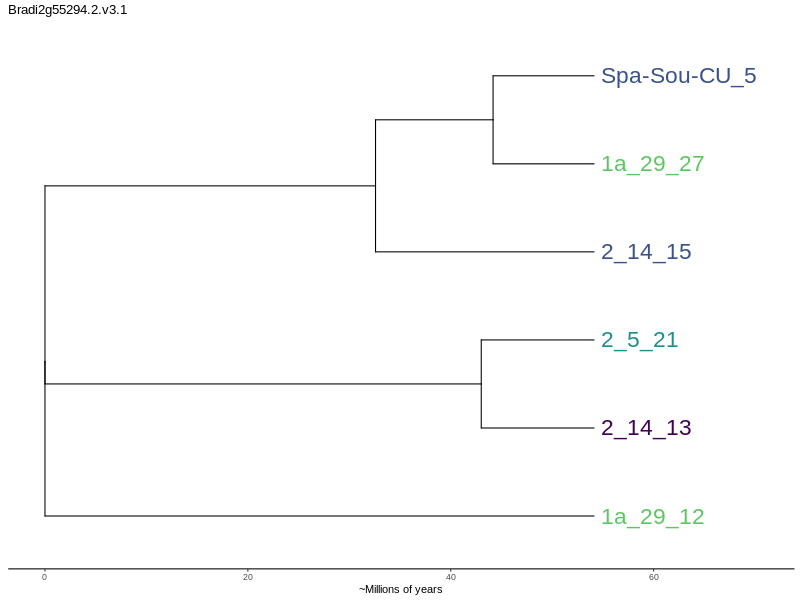 Bradi2g55294.2.v3.1
Spa-Sou-CU_5
1a_29_27
2_14_15
2_5_21
2_14_13
1a_29_12
0 20 40 60
~Millions of years